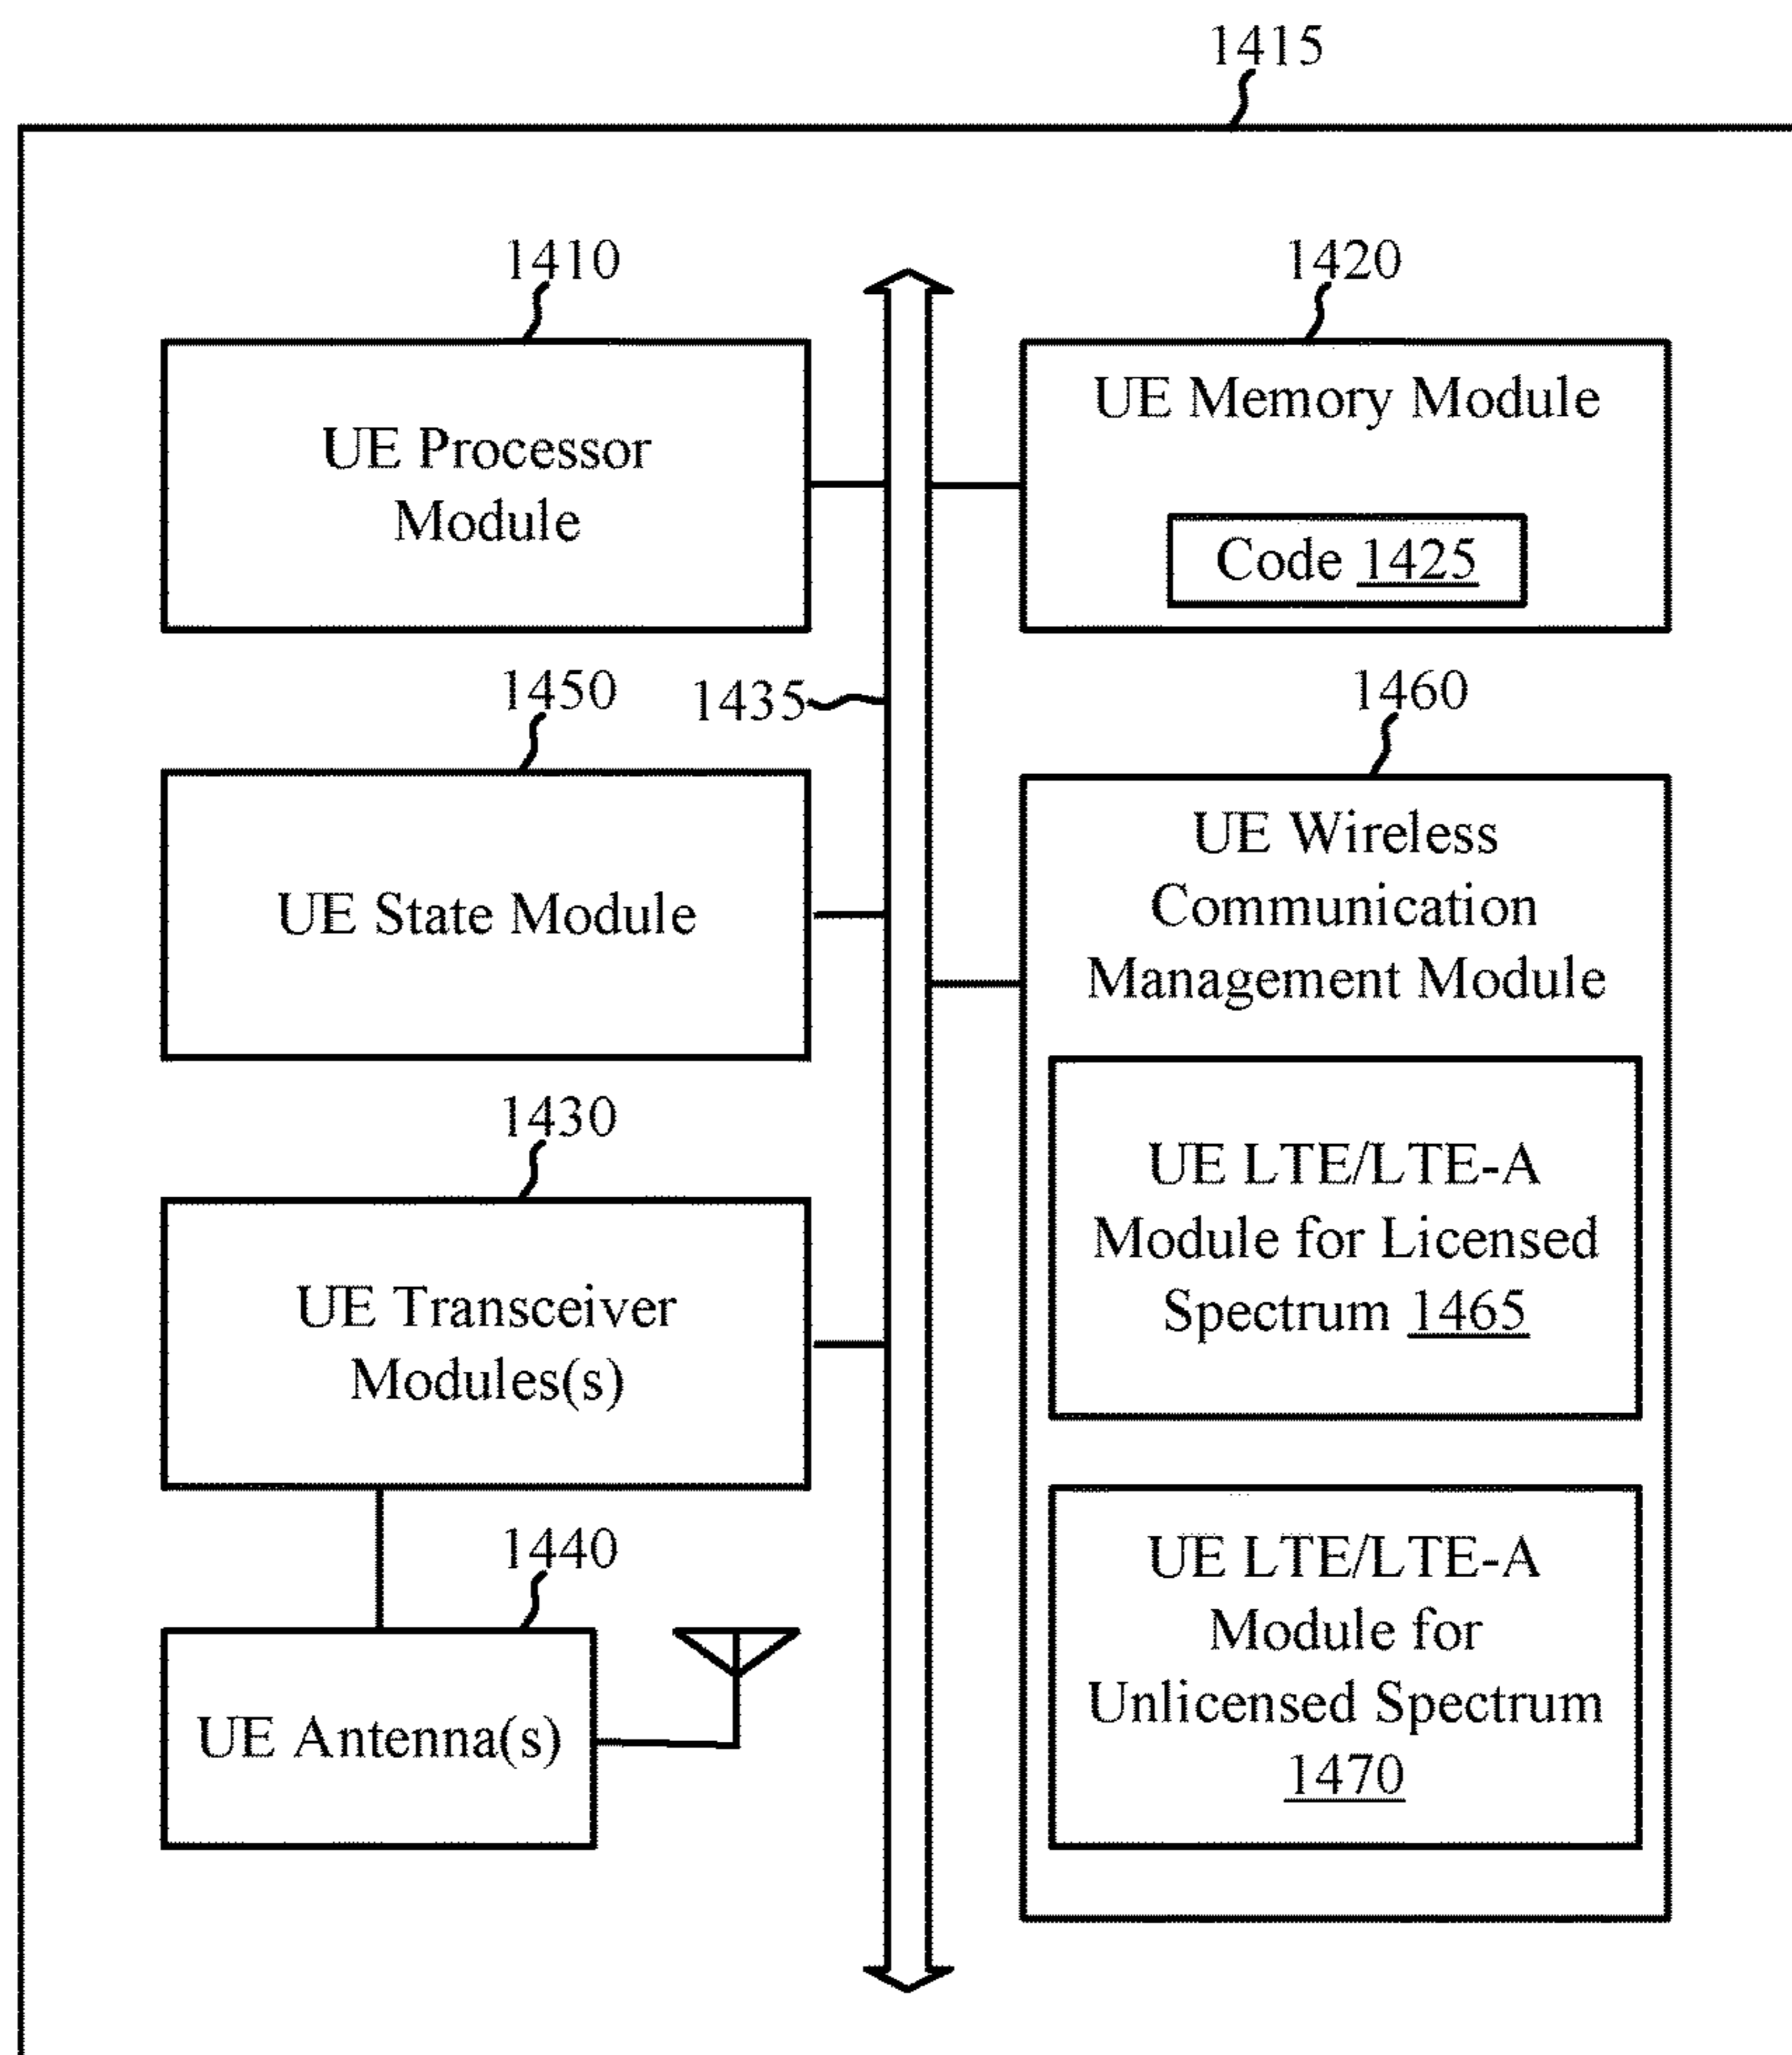 1415
1410
UE Processor
Module
1420
UE Memory Module
Code 1425
1450
UE State Module
1435
1460
UE Wireless
Communication
Management Module
UE LTE/LTE-A
Module for Licensed
Spectrum 1465
UE LTE/LTE-A
Module for
Unlicensed Spectrum
1470
1430
UE Transceiver
Modules(s)
1440
UE Antenna(s)